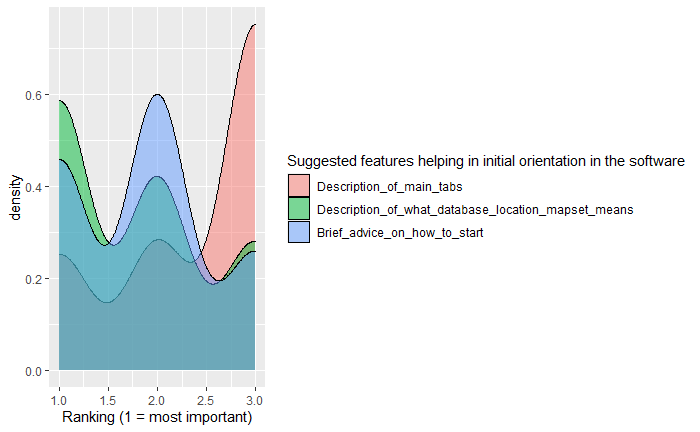 0.6
0.4
0.2
0.0
density
1.0 1.5 2.0 2.5 3.0
Ranking (1 = most important)
Suggested features helping in initial orientation in the software
Description_of_main_tabs
Description_of_what_database_location_mapset_means
Brief_advice_on_how_to_start